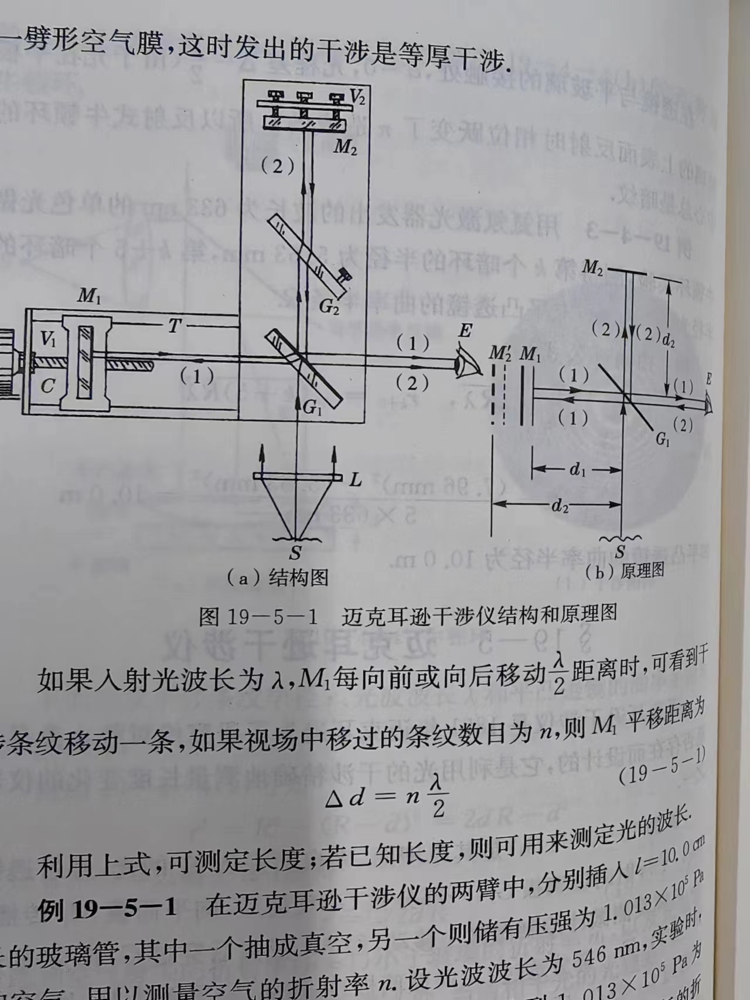 一劈形空气膜,这时发出的干涉是等厚干涉.
V₂
M₂
(2)
G₂
M₁
T
V₁
C
(1)
G₁
(1)
(2)
E
L
S
(a)结构图
M₂
(2)
(2)
d₂
M₂′
M₁
(1)
(1)
(1)
(2)
E
G₁
d₁
d₂
S
(b)原理图
图 19-5-1 迈克耳逊干涉仪结构和原理图
如果入射光波长为 λ,M₁每向前或向后移动λ/2距离时,可看到干
涉条纹移动一条,如果视场中移过的条纹数目为 n,则 M₁ 平移距离为
Δd = n λ/2 (19-5-1)
利用上式,可测定长度;若已知长度,则可用来测定光的波长.
例 19-5-1 在迈克耳逊干涉仪的两臂中,分别插入 l=10.0 cm
长的玻璃管,其中一个抽成真空,另一个则储有压强为 1.013×10⁵ Pa
空气,用以测量空气的折射率 n. 设光波波长为 546 nm,实验时,
1.013×10⁵ Pa 为
的折